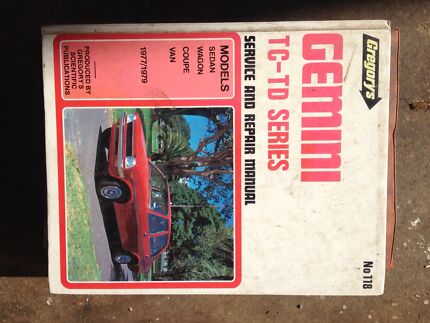 Gregory's
GEMINI
TC-TD SERIES
SERVICE AND REPAIR MANUAL
MODELS
SEDAN
WAGON
COUPE
VAN
1977/1979
PRODUCED BY
GREGORY'S
SCIENTIFIC
PUBLICATIONS
No 118